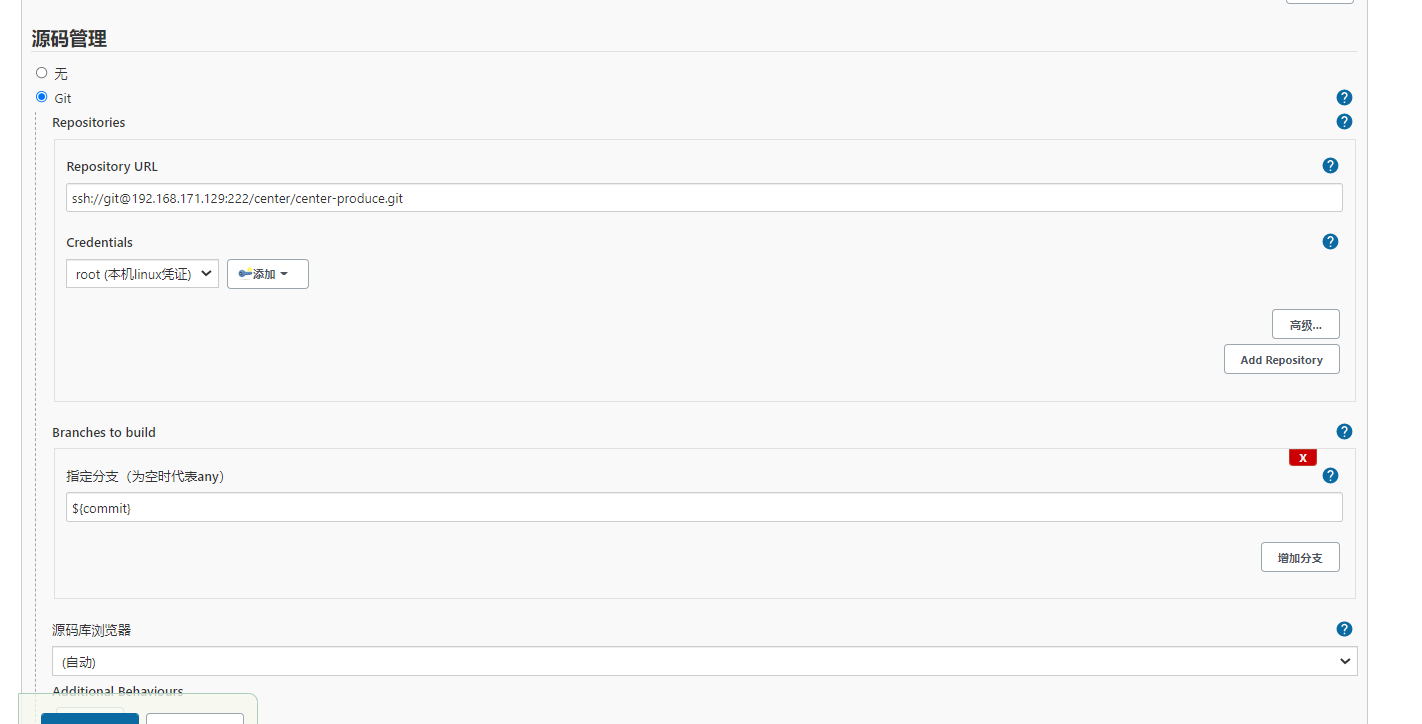 源码管理
无
Git
Repositories
Repository URL
ssh://git@192.168.171.129:222/center/center-produce.git
Credentials
root (本机linux凭证)
添加
高级...
Add Repository
Branches to build
X
指定分支（为空时代表any）
${commit}
增加分支
源码库浏览器
(自动)
Additional Behaviours